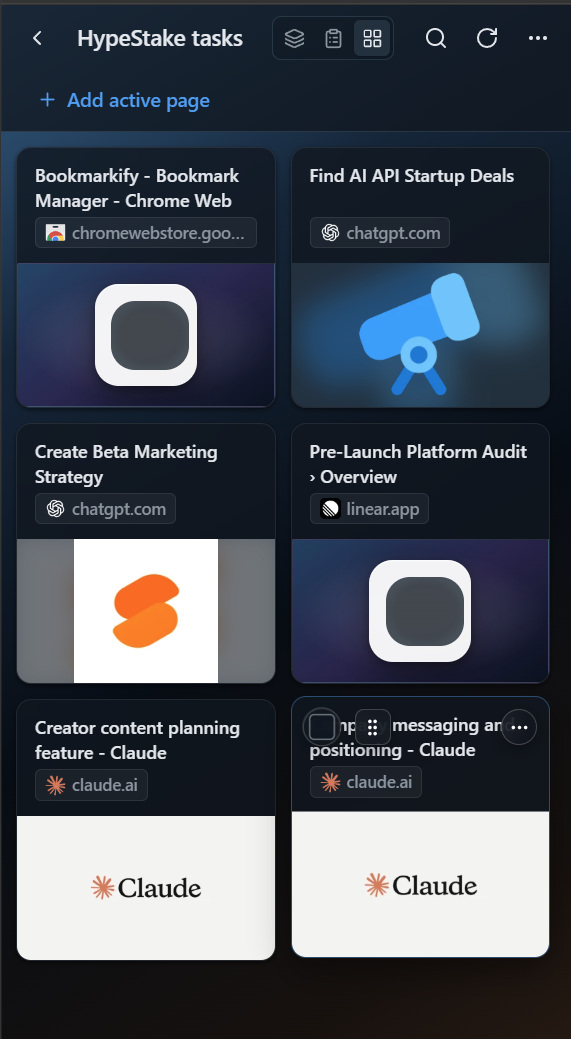 HypeStake tasks
Add active page
Bookmarkify - Bookmark
Manager - Chrome Web
chromewebstore.goo...
Find AI API Startup Deals
chatgpt.com
Create Beta Marketing
Strategy
chatgpt.com
Pre-Launch Platform Audit
› Overview
linear.app
Creator content planning
feature - Claude
claude.ai
Claude
messaging and
positioning - Claude
claude.ai
Claude